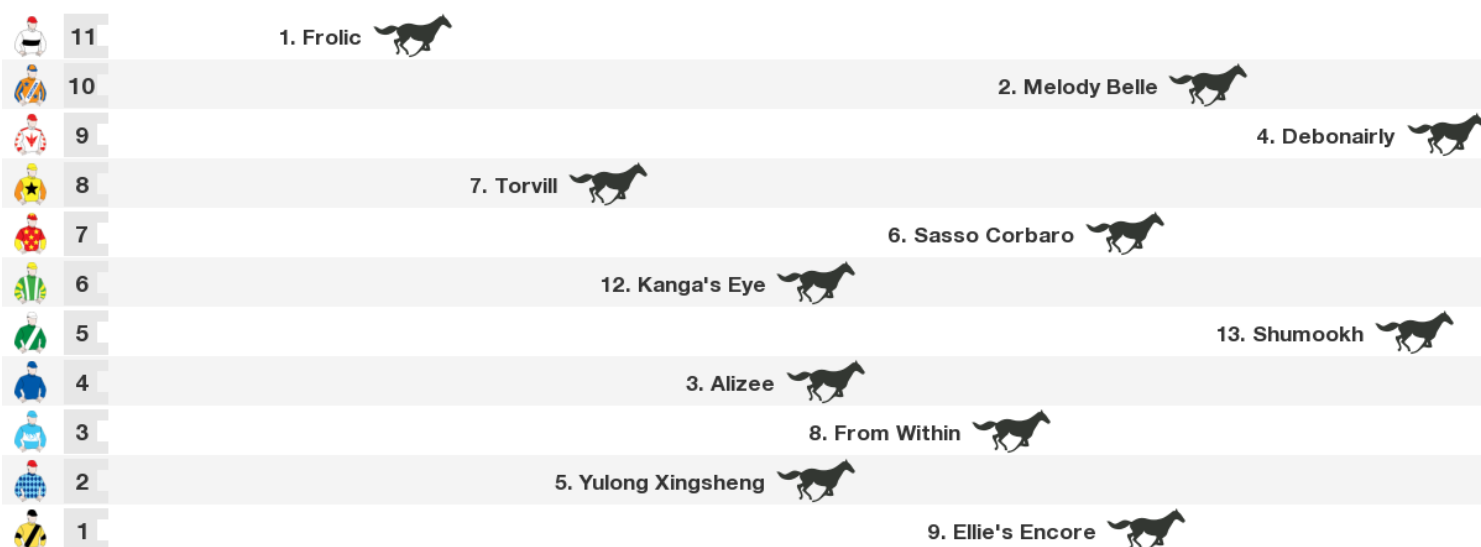 11 1. Frolic
10 2. Melody Belle
9 4. Debonairly
8 7. Torvill
7 6. Sasso Corbaro
6 12. Kanga's Eye
5 13. Shumookh
4 3. Alizee
3 8. From Within
2 5. Yulong Xingsheng
1 9. Ellie's Encore